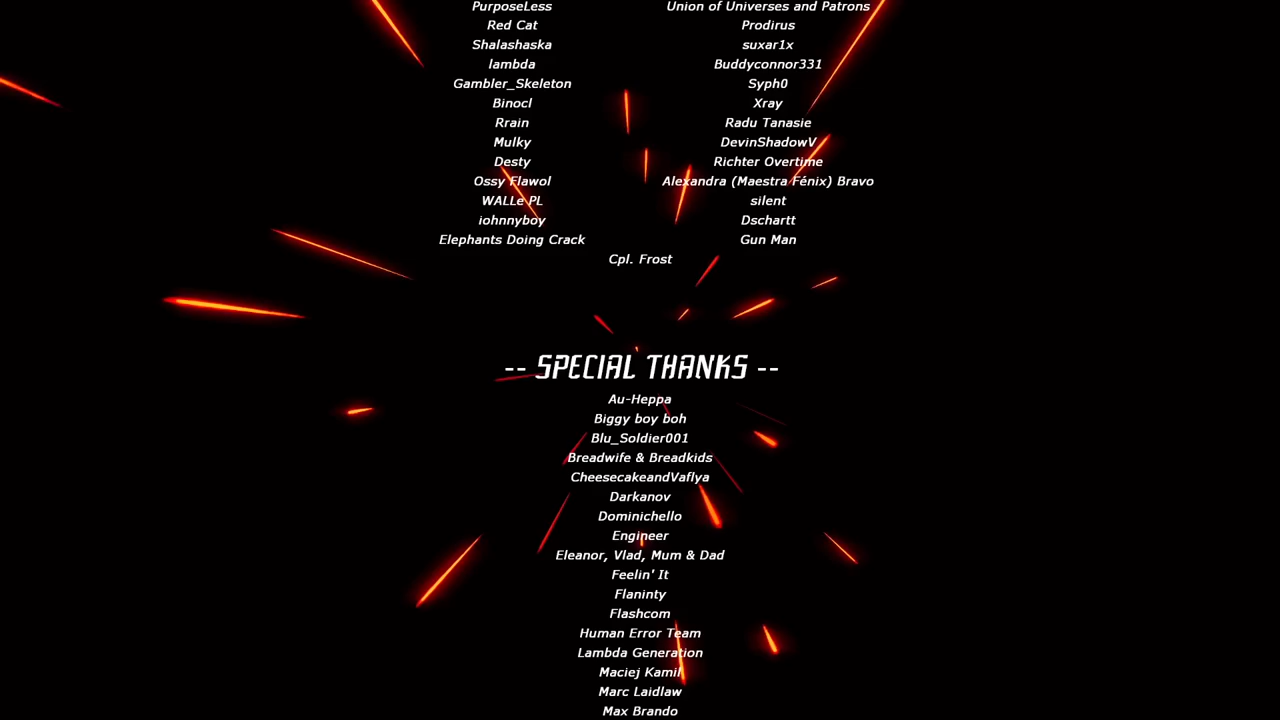 PurposeLess Union of Universes and Patrons
Red Cat Prodirus
Shalashaska suxar1x
lambda Buddyconnor331
Gambler_Skeleton Syph0
Binocl Xray
Rrain Radu Tanasie
Mulky DevinShadowV
Desty Richter Overtime
Ossy Flawol Alexandra (Maestra Fénix) Bravo
WALLe PL silent
iohnnyboy Dschartt
Elephants Doing Crack Gun Man
Cpl. Frost
-- SPECIAL THANKS --
Au-Heppa
Biggy boy boh
Blu_Soldier001
Breadwife & Breadkids
CheesecakeandVaflya
Darkanov
Dominichello
Engineer
Eleanor, Vlad, Mum & Dad
Feelin' It
Flaninty
Flashcom
Human Error Team
Lambda Generation
Maciej Kamil
Marc Laidlaw
Max Brando